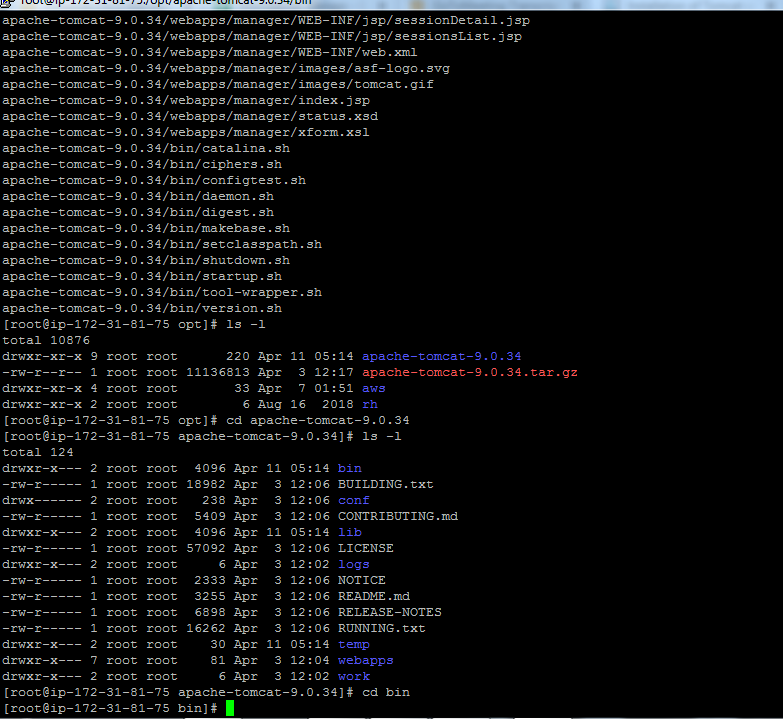 root@ip-172-31-81-75:/opt/apache-tomcat-9.0.34/bin
apache-tomcat-9.0.34/webapps/manager/WEB-INF/jsp/sessionDetail.jsp
apache-tomcat-9.0.34/webapps/manager/WEB-INF/jsp/sessionsList.jsp
apache-tomcat-9.0.34/webapps/manager/WEB-INF/web.xml
apache-tomcat-9.0.34/webapps/manager/images/asf-logo.svg
apache-tomcat-9.0.34/webapps/manager/images/tomcat.gif
apache-tomcat-9.0.34/webapps/manager/index.jsp
apache-tomcat-9.0.34/webapps/manager/status.xsd
apache-tomcat-9.0.34/webapps/manager/xform.xsl
apache-tomcat-9.0.34/bin/catalina.sh
apache-tomcat-9.0.34/bin/ciphers.sh
apache-tomcat-9.0.34/bin/configtest.sh
apache-tomcat-9.0.34/bin/daemon.sh
apache-tomcat-9.0.34/bin/digest.sh
apache-tomcat-9.0.34/bin/makebase.sh
apache-tomcat-9.0.34/bin/setclasspath.sh
apache-tomcat-9.0.34/bin/shutdown.sh
apache-tomcat-9.0.34/bin/startup.sh
apache-tomcat-9.0.34/bin/tool-wrapper.sh
apache-tomcat-9.0.34/bin/version.sh
[root@ip-172-31-81-75 opt]# ls -l
total 10876
drwxr-xr-x 9 root root      220 Apr 11 05:14 apache-tomcat-9.0.34
-rw-r--r-- 1 root root 11136813 Apr  3 12:17 apache-tomcat-9.0.34.tar.gz
drwxr-xr-x 4 root root       33 Apr  7 01:51 aws
drwxr-xr-x 2 root root        6 Aug 16  2018 rh
[root@ip-172-31-81-75 opt]# cd apache-tomcat-9.0.34
[root@ip-172-31-81-75 apache-tomcat-9.0.34]# ls -l
total 124
drwxr-x--- 2 root root  4096 Apr 11 05:14 bin
-rw-r----- 1 root root 18982 Apr  3 12:06 BUILDING.txt
drwx------ 2 root root   238 Apr  3 12:06 conf
-rw-r----- 1 root root  5409 Apr  3 12:06 CONTRIBUTING.md
drwxr-x--- 2 root root  4096 Apr 11 05:14 lib
-rw-r----- 1 root root 57092 Apr  3 12:06 LICENSE
drwxr-x--- 2 root root     6 Apr  3 12:02 logs
-rw-r----- 1 root root  2333 Apr  3 12:06 NOTICE
-rw-r----- 1 root root  3255 Apr  3 12:06 README.md
-rw-r----- 1 root root  6898 Apr  3 12:06 RELEASE-NOTES
-rw-r----- 1 root root 16262 Apr  3 12:06 RUNNING.txt
drwxr-x--- 2 root root    30 Apr 11 05:14 temp
drwxr-x--- 7 root root    81 Apr  3 12:04 webapps
drwxr-x--- 2 root root     6 Apr  3 12:02 work
[root@ip-172-31-81-75 apache-tomcat-9.0.34]# cd bin
[root@ip-172-31-81-75 bin]#